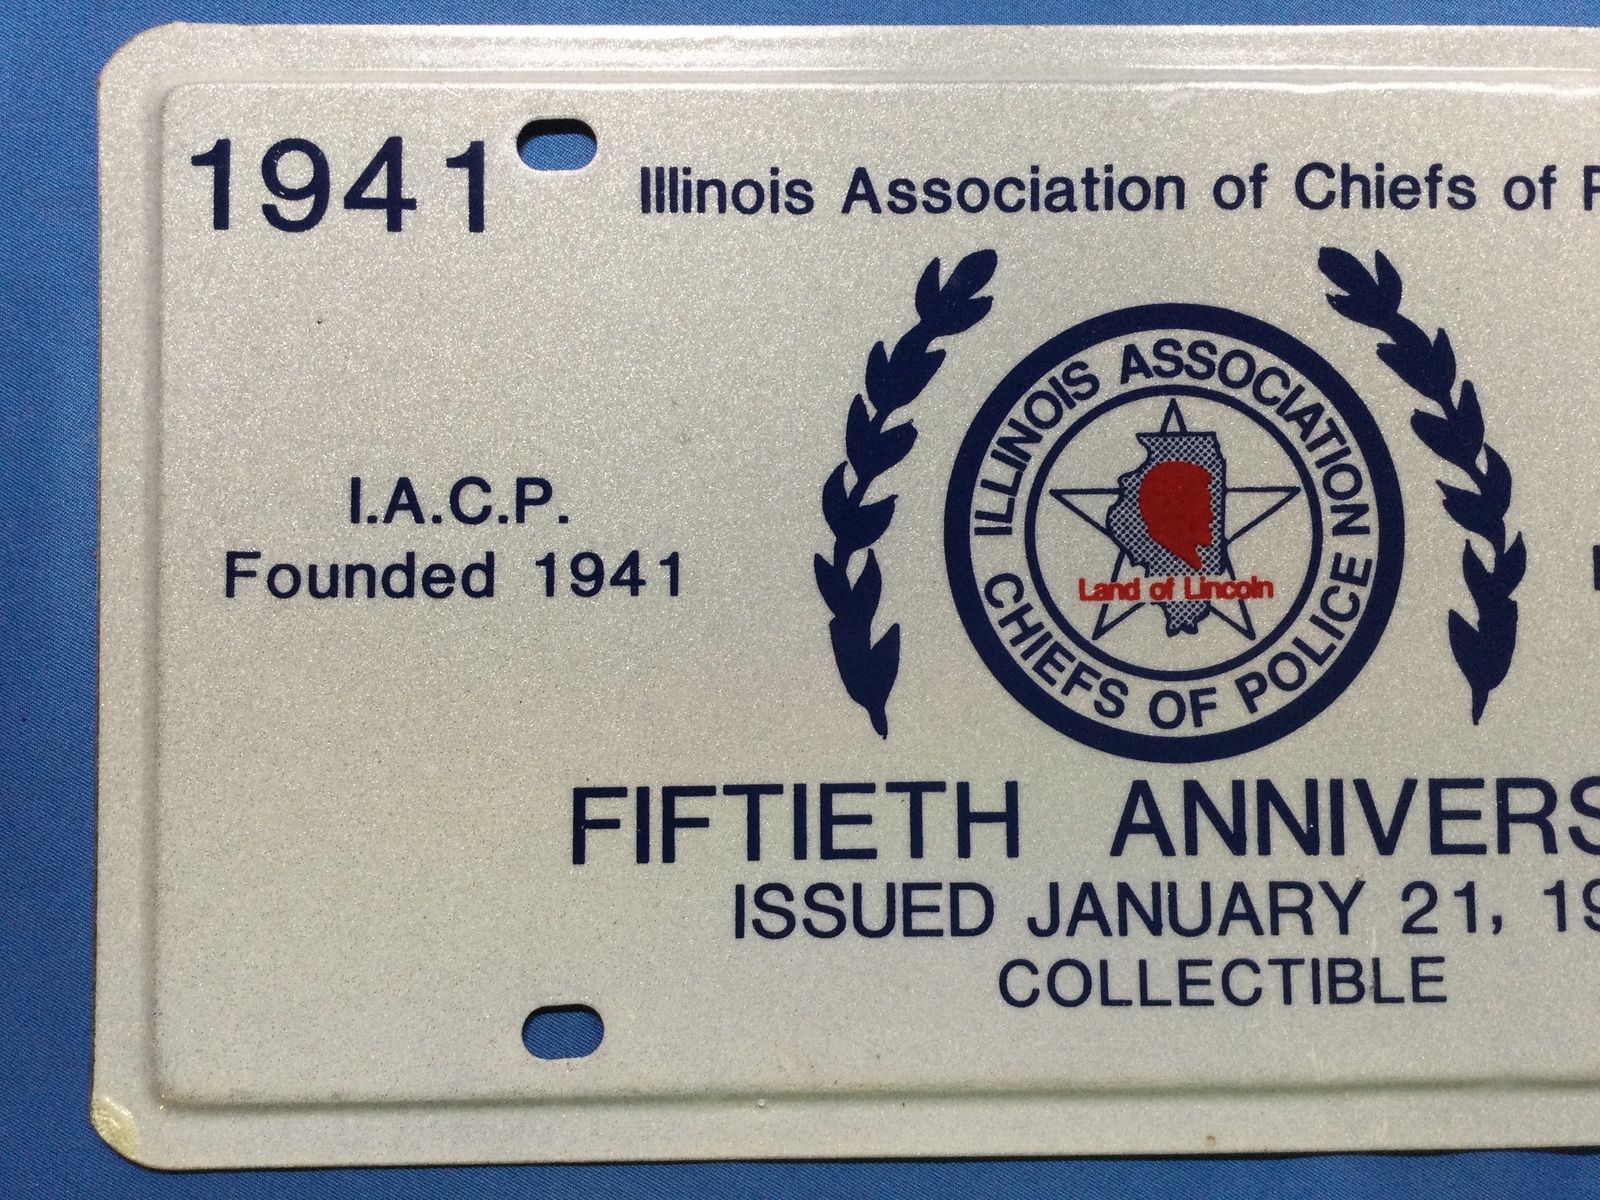 1941
Illinois Association of Chiefs of
ILLINOIS ASSOCIATION
CHIEFS OF POLICE
Land of Lincoln
I.A.C.P.
Founded 1941
FIFTIETH ANNIVERS
ISSUED JANUARY 21, 19
COLLECTIBLE